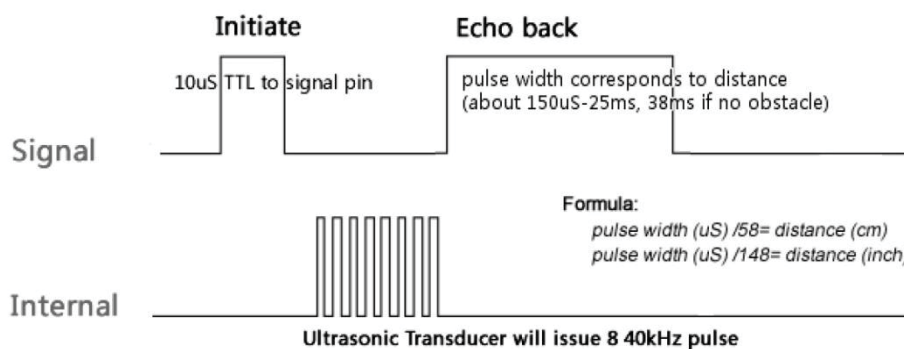 Initiate
Echo back
10uS TTL to signal pin
pulse width corresponds to distance
(about 150uS-25ms, 38ms if no obstacle)
Signal
Formula:
pulse width (uS) /58= distance (cm)
pulse width (uS) /148= distance (inch)
Internal
Ultrasonic Transducer will issue 8 40kHz pulse